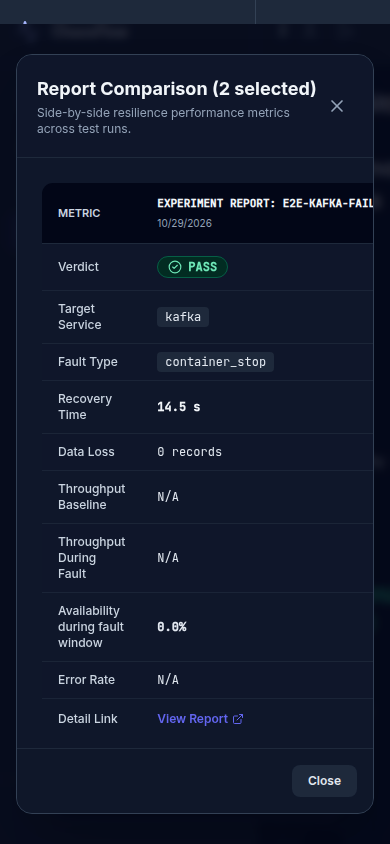 Report Comparison (2 selected)
Side-by-side resilience performance metrics
across test runs.
METRIC
EXPERIMENT REPORT: E2E-KAFKA-FAIL
10/29/2026
Verdict
PASS
Target
Service
kafka
Fault Type
container_stop
Recovery
Time
14.5 s
Data Loss
0 records
Throughput
Baseline
N/A
Throughput
During
Fault
N/A
Availability
during fault
window
0.0%
Error Rate
N/A
Detail Link
View Report
Close